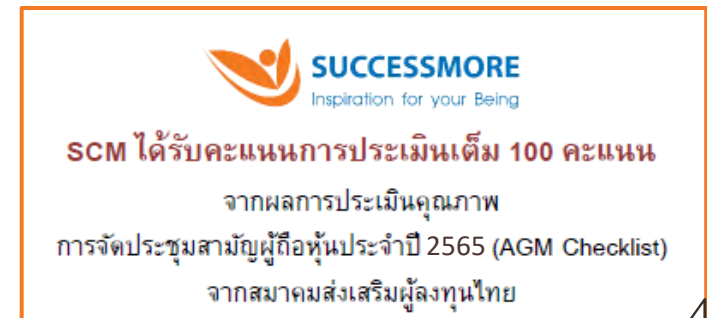 SUCCESSMORE
Inspiration for your Being
SCM ได้รับคะแนนการประเมินเต็ม 100 คะแนน
จากผลการประเมินคุณภาพ
การจัดประชุมสามัญผู้ถือหุ้นประจำปี 2565 (AGM Checklist)
จากสมาคมส่งเสริมผู้ลงทุนไทย